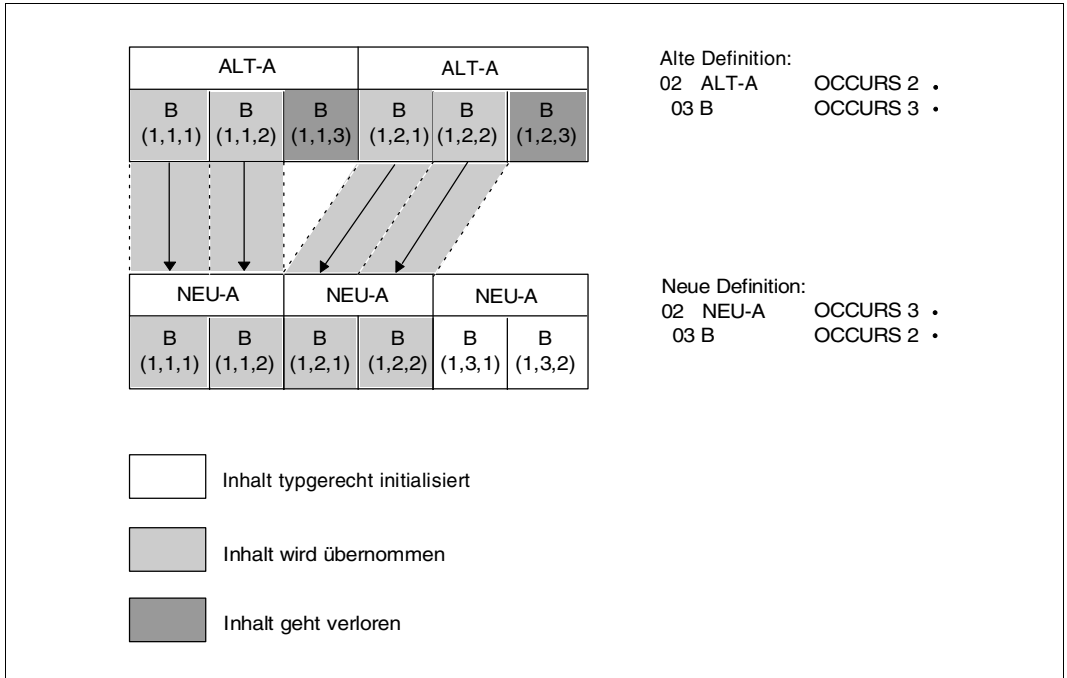 ALT-A ALT-A
B B B B B B
(1,1,1) (1,1,2) (1,1,3) (1,2,1) (1,2,2) (1,2,3)
Alte Definition:
02 ALT-A OCCURS 2 .
03 B OCCURS 3 .
NEU-A NEU-A NEU-A
B B B B B B
(1,1,1) (1,1,2) (1,2,1) (1,2,2) (1,3,1) (1,3,2)
Neue Definition:
02 NEU-A OCCURS 3 .
03 B OCCURS 2 .
Inhalt typgerecht initialisiert
Inhalt wird übernommen
Inhalt geht verloren